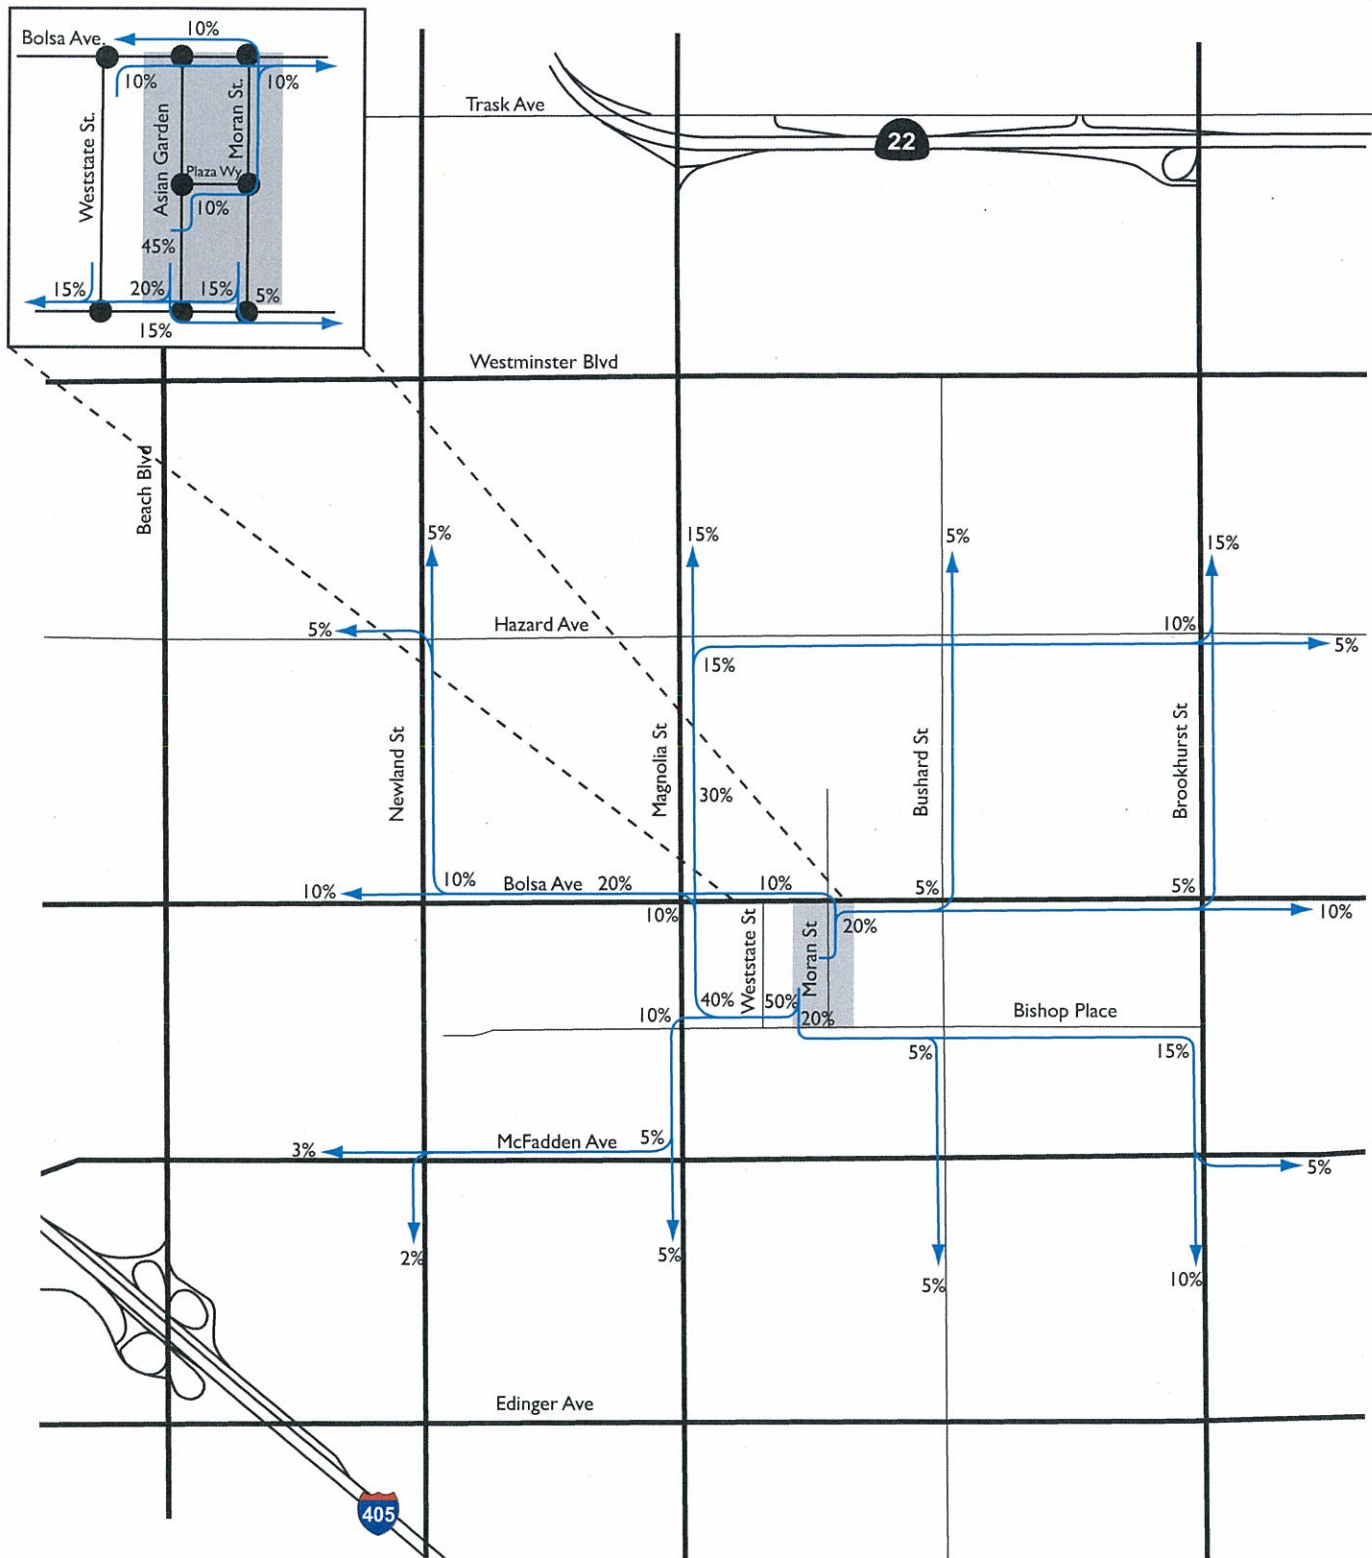 Bolsa Ave.
10%
10%
10%
Weststate St.
Asian Garden
Moran St.
Plaza Wy
10%
45%
15%
20%
15%
5%
15%
Trask Ave
22
Westminster Blvd
Beach Blvd
5%
15%
5%
15%
5%
Hazard Ave
10%
5%
15%
Newland St
Magnolia St
30%
Bushard St
Brookhurst St
10%
10%
Bolsa Ave
20%
10%
5%
5%
10%
10%
Weststate St
Moran St
20%
40%
50%
10%
20%
Bishop Place
5%
15%
3%
McFadden Ave
5%
5%
2%
5%
5%
10%
Edinger Ave
405